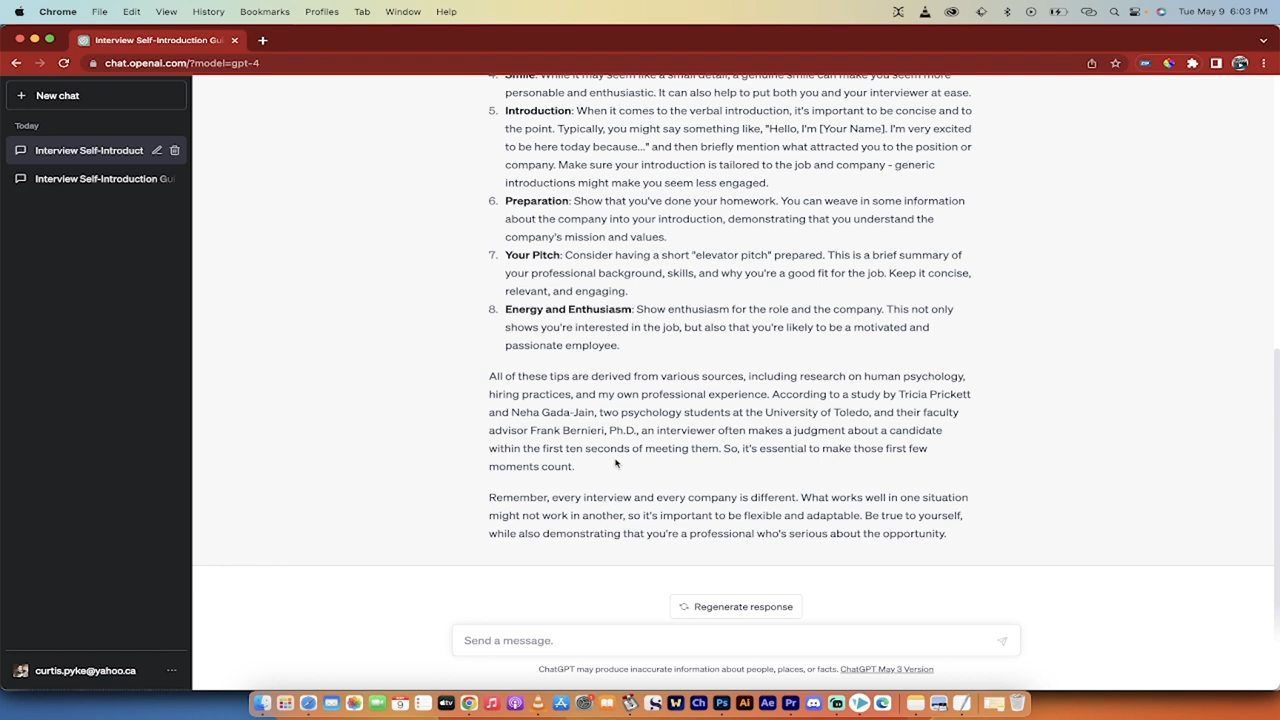 Chrome File Edit View History Bookmarks Profiles Tab Window Help Tue May 9 6:03 PM
Interview Self-Introduction Gui
chat.openai.com/?model=gpt-4
New chat
Today
Interview Self-Introduct
Interview Self-Introduction Gui
4. Smile: While it may seem like a small detail, a genuine smile can make you seem more
personable and enthusiastic. It can also help to put both you and your interviewer at ease.
5. Introduction: When it comes to the verbal introduction, it's important to be concise and to
the point. Typically, you might say something like, "Hello, I'm [Your Name]. I'm very excited
to be here today because..." and then briefly mention what attracted you to the position or
company. Make sure your introduction is tailored to the job and company - generic
introductions might make you seem less engaged.
6. Preparation: Show that you've done your homework. You can weave in some information
about the company into your introduction, demonstrating that you understand the
company's mission and values.
7. Your Pitch: Consider having a short "elevator pitch" prepared. This is a brief summary of
your professional background, skills, and why you're a good fit for the job. Keep it concise,
relevant, and engaging.
8. Energy and Enthusiasm: Show enthusiasm for the role and the company. This not only
shows you're interested in the job, but also that you're likely to be a motivated and
passionate employee.
All of these tips are derived from various sources, including research on human psychology,
hiring practices, and my own professional experience. According to a study by Tricia Prickett
and Neha Gada-Jain, two psychology students at the University of Toledo, and their faculty
advisor Frank Bernieri, Ph.D., an interviewer often makes a judgment about a candidate
within the first ten seconds of meeting them. So, it's essential to make those first few
moments count.
Remember, every interview and every company is different. What works well in one situation
might not work in another, so it's important to be flexible and adaptable. Be true to yourself,
while also demonstrating that you're a professional who's serious about the opportunity.
Regenerate response
Send a message.
ChatGPT may produce inaccurate information about people, places, or facts. ChatGPT May 3 Version
curtis.pyke@yahoo.ca